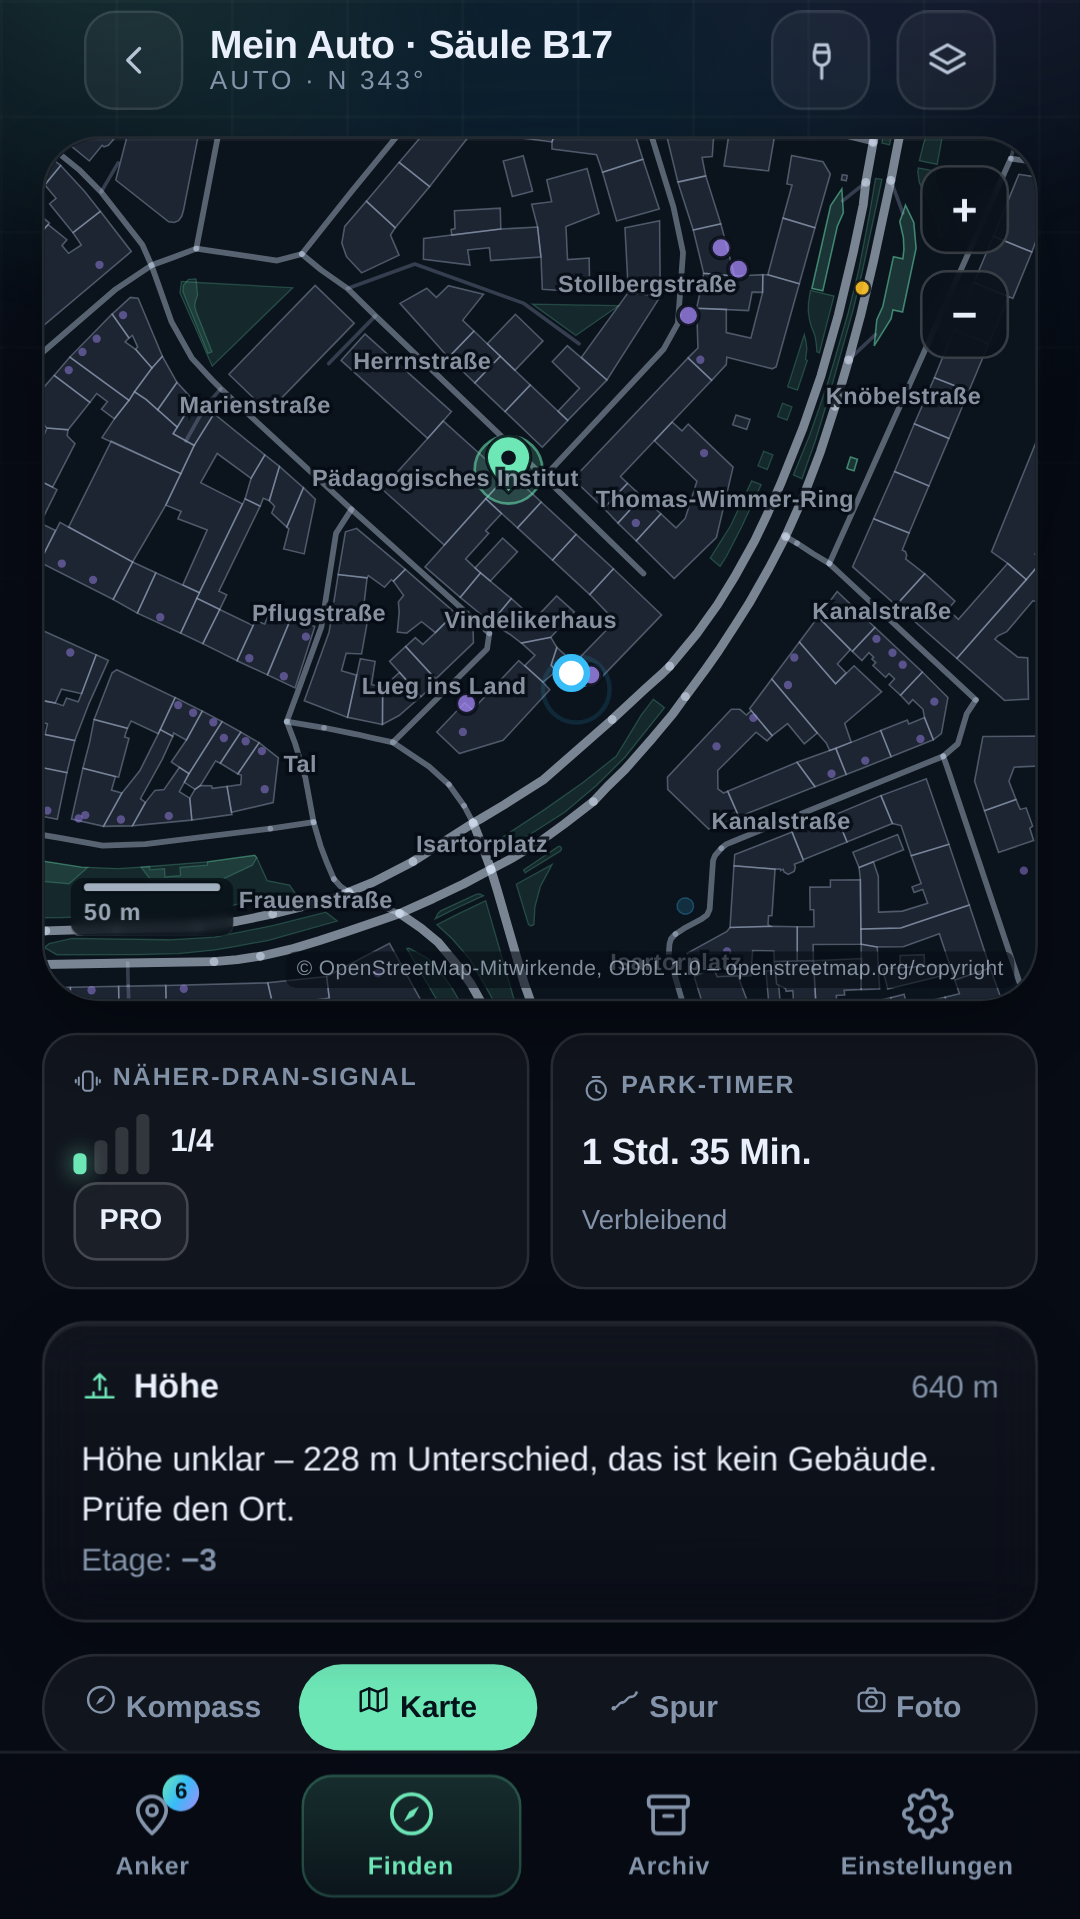 Mein Auto · Säule B17
AUTO · N 343°
+
−
Stollbergstraße
Herrnstraße
Marienstraße
Knöbelstraße
Pädagogisches Institut
Thomas-Wimmer-Ring
Pflugstraße
Vindelikerhaus
Kanalstraße
Lueg ins Land
Tal
Kanalstraße
Isartorplatz
Frauenstraße
50 m
Isartorplatz
© OpenStreetMap-Mitwirkende, ODbL 1.0 – openstreetmap.org/copyright
NÄHER-DRAN-SIGNAL
1/4
PRO
PARK-TIMER
1 Std. 35 Min.
Verbleibend
Höhe
640 m
Höhe unklar – 228 m Unterschied, das ist kein Gebäude.
Prüfe den Ort.
Etage: −3
Kompass
Karte
Spur
Foto
6
Anker
Finden
Archiv
Einstellungen